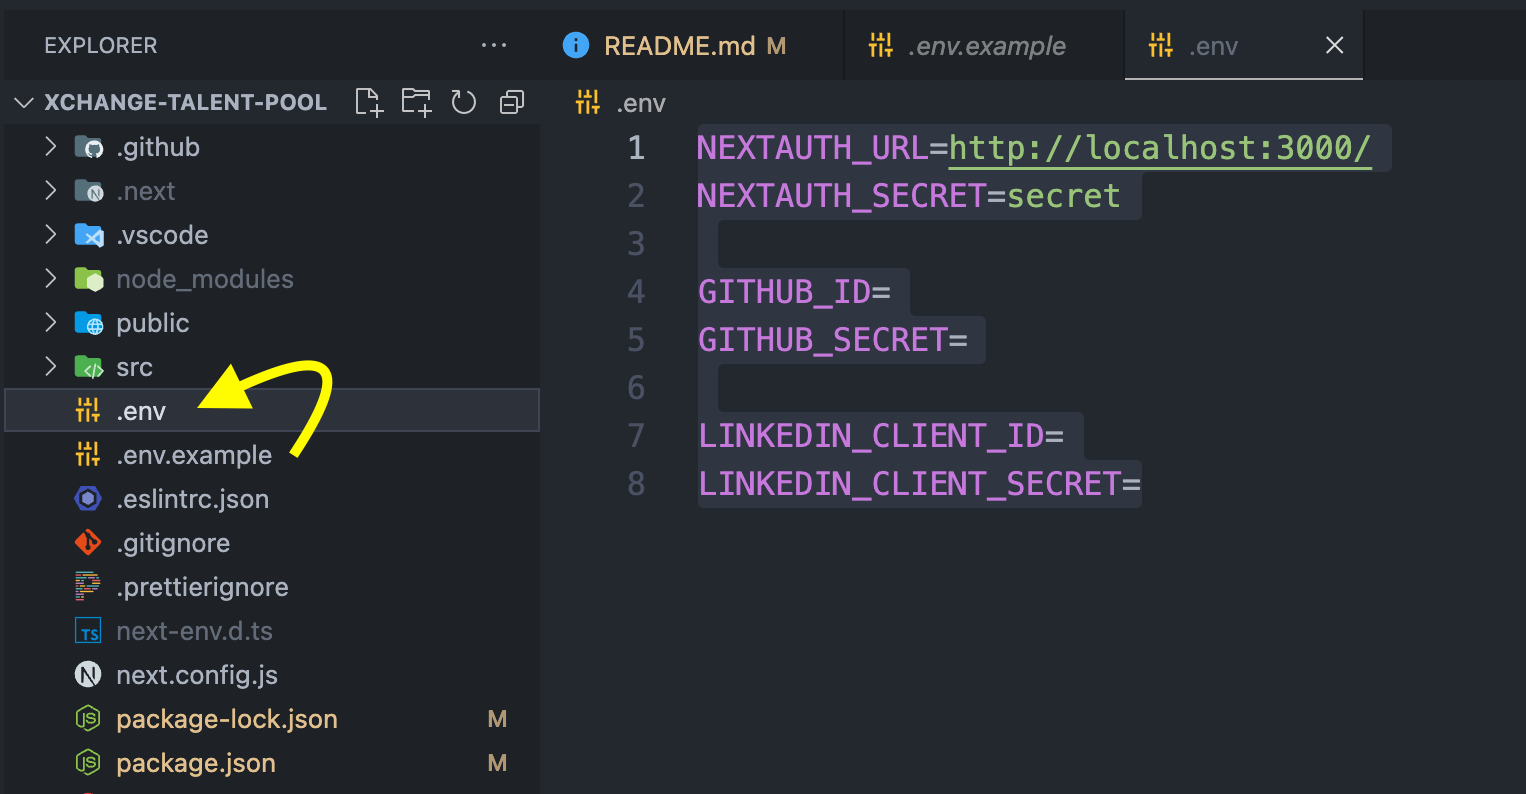 EXPLORER
XCHANGE-TALENT-POOL
.github
.next
.vscode
node_modules
public
src
.env
.env.example
.eslintrc.json
.gitignore
.prettierignore
next-env.d.ts
next.config.js
package-lock.json M
package.json M
README.md M
.env.example
.env
.env
1 NEXTAUTH_URL=http://localhost:3000/
2 NEXTAUTH_SECRET=secret
3
4 GITHUB_ID=
5 GITHUB_SECRET=
6
7 LINKEDIN_CLIENT_ID=
8 LINKEDIN_CLIENT_SECRET=